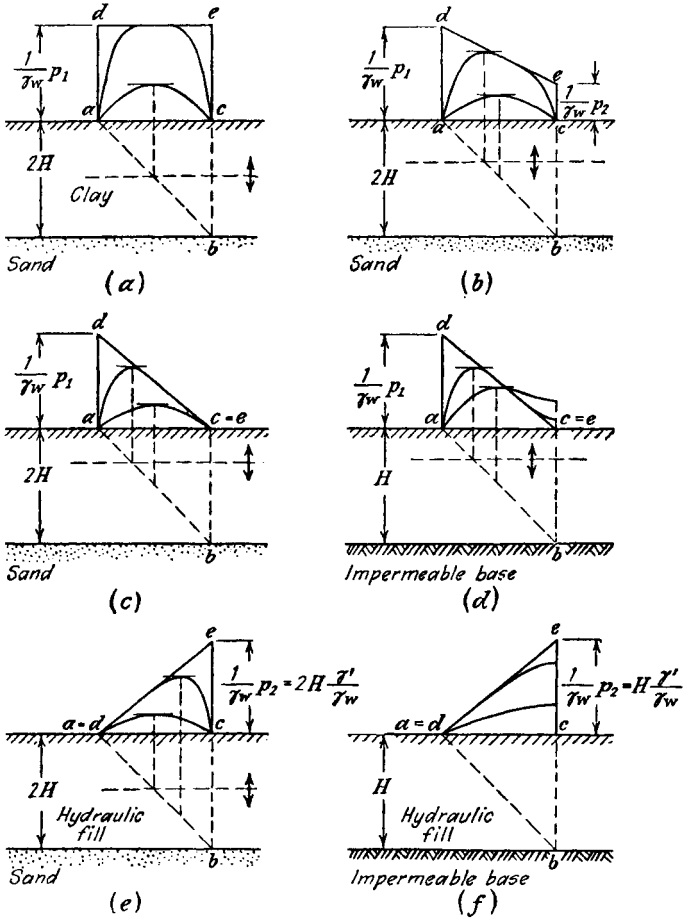 d e
1/γw p1
a c
2H
Clay
b
Sand
(a)
d
e
1/γw p1
1/γw p2
a c
2H
b
Sand
(b)
d
1/γw p1
a c = e
2H
b
Sand
(c)
d
1/γw p1
a c = e
H
b
Impermeable base
(d)
e
1/γw p2 = 2H γ'/γw
a = d c
2H
Hydraulic
fill
b
Sand
(e)
e
1/γw p2 = H γ'/γw
a = d c
H
Hydraulic
fill
b
Impermeable base
(f)